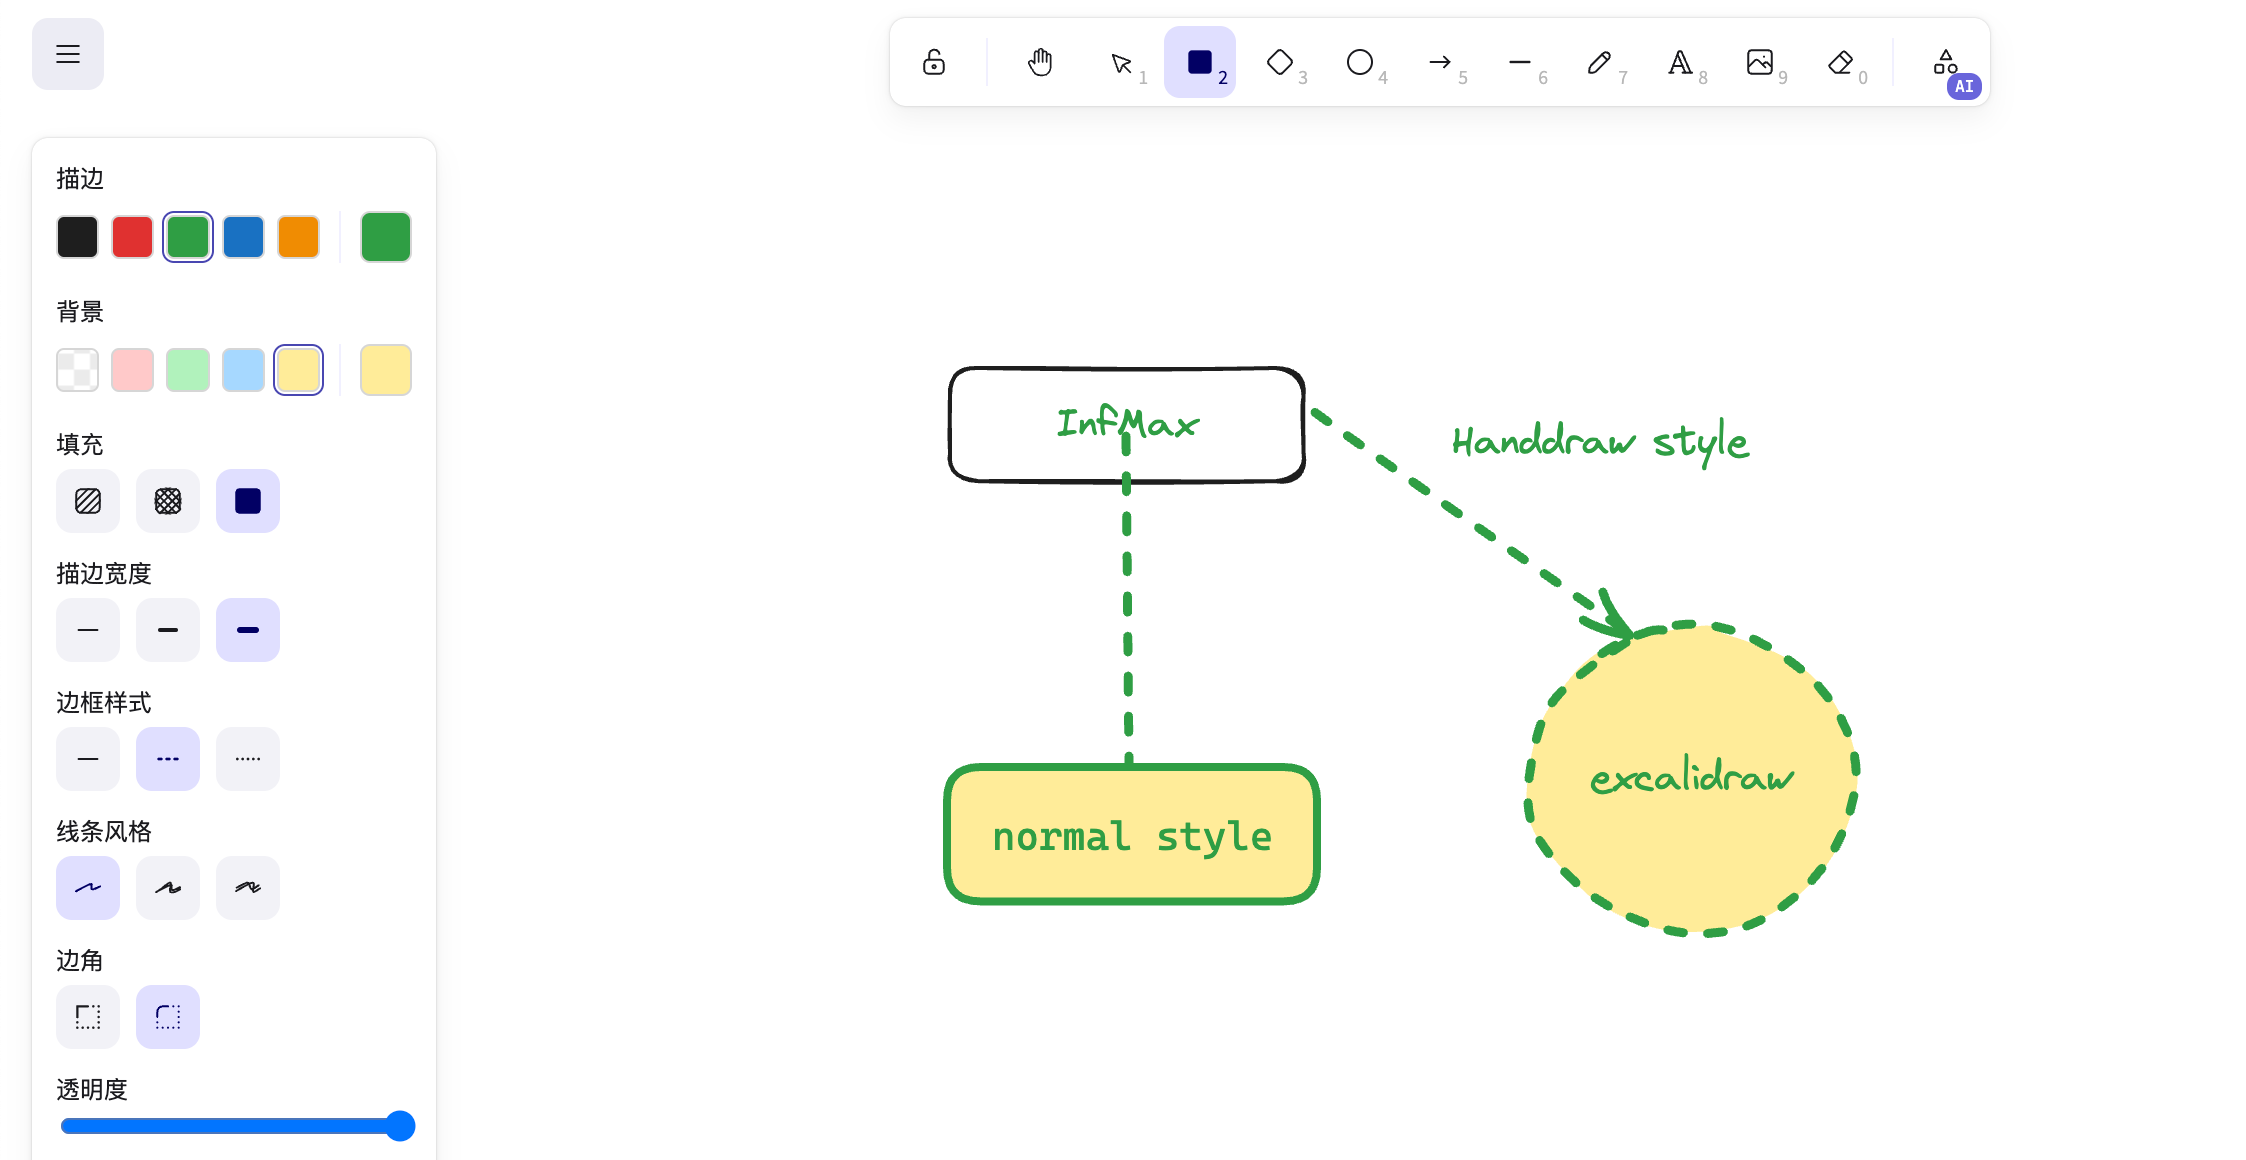 1 2 3 4 5 6 7 8 9 0 AI
描边
背景
填充
描边宽度
边框样式
线条风格
边角
透明度
InfMax
Handdraw style
excalidraw
normal style